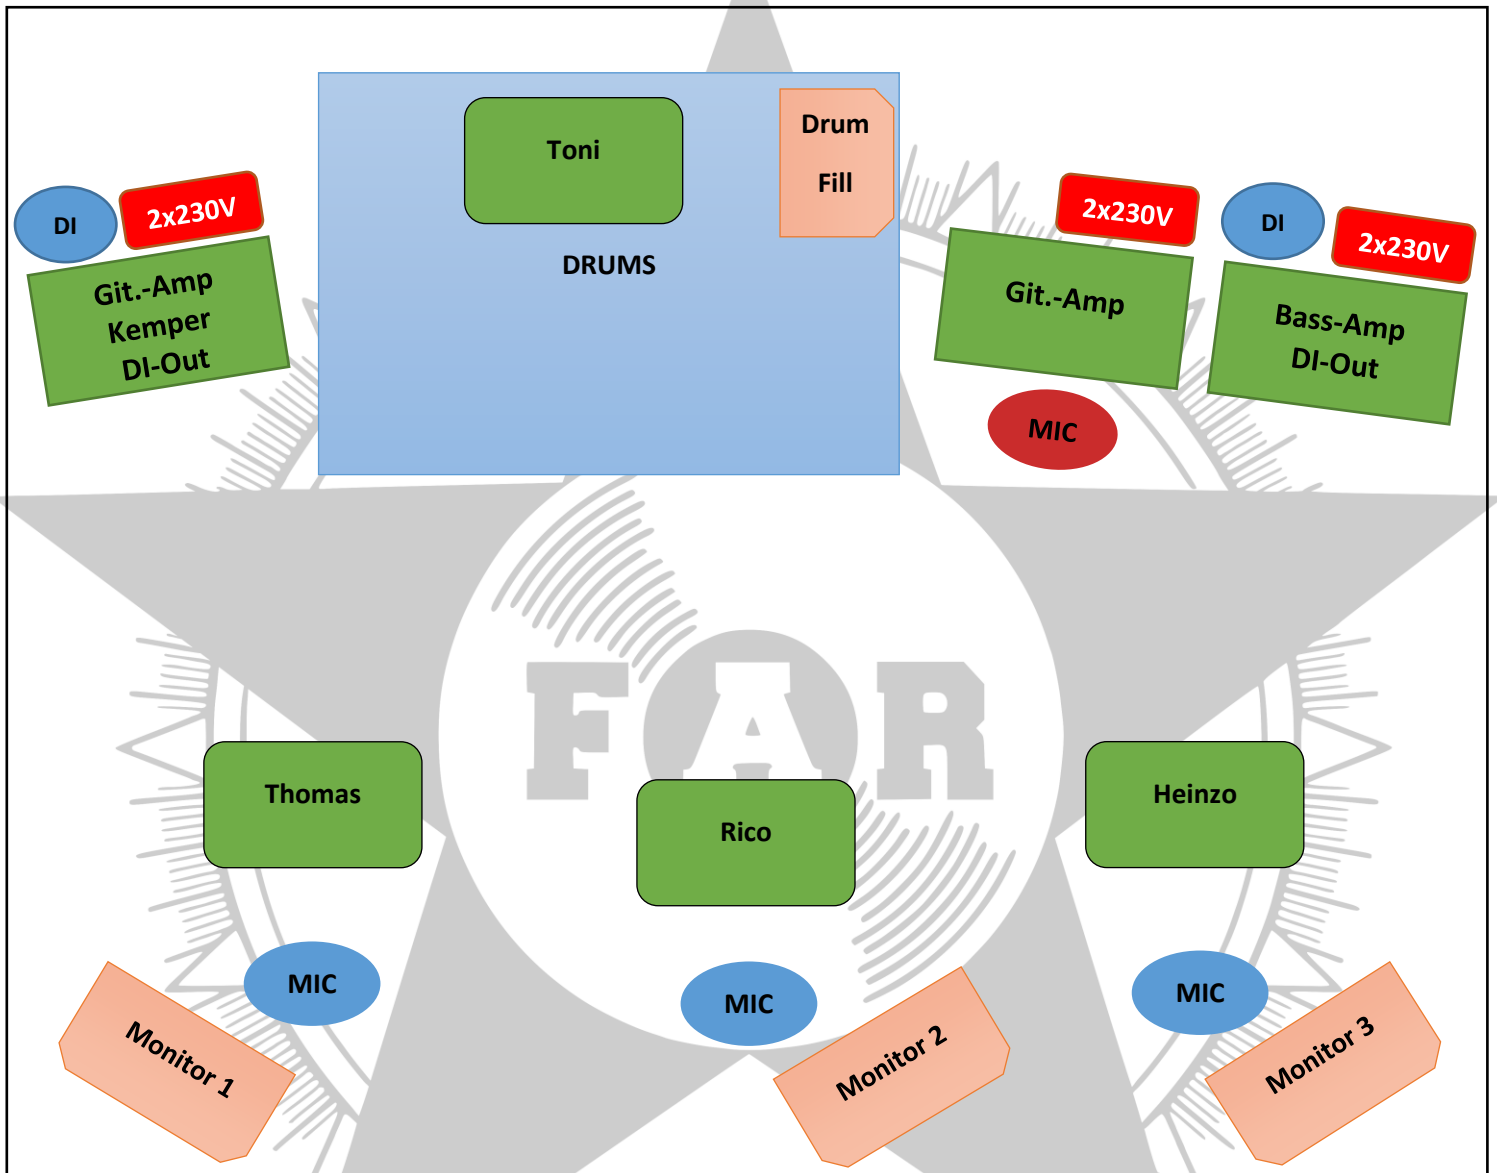 Toni
Drum
Fill
DRUMS
DI
2x230V
Git.-Amp
Kemper
DI-Out
2x230V
Git.-Amp
MIC
DI
2x230V
Bass-Amp
DI-Out
FAR
Thomas
Rico
Heinzo
MIC
MIC
MIC
Monitor 1
Monitor 2
Monitor 3